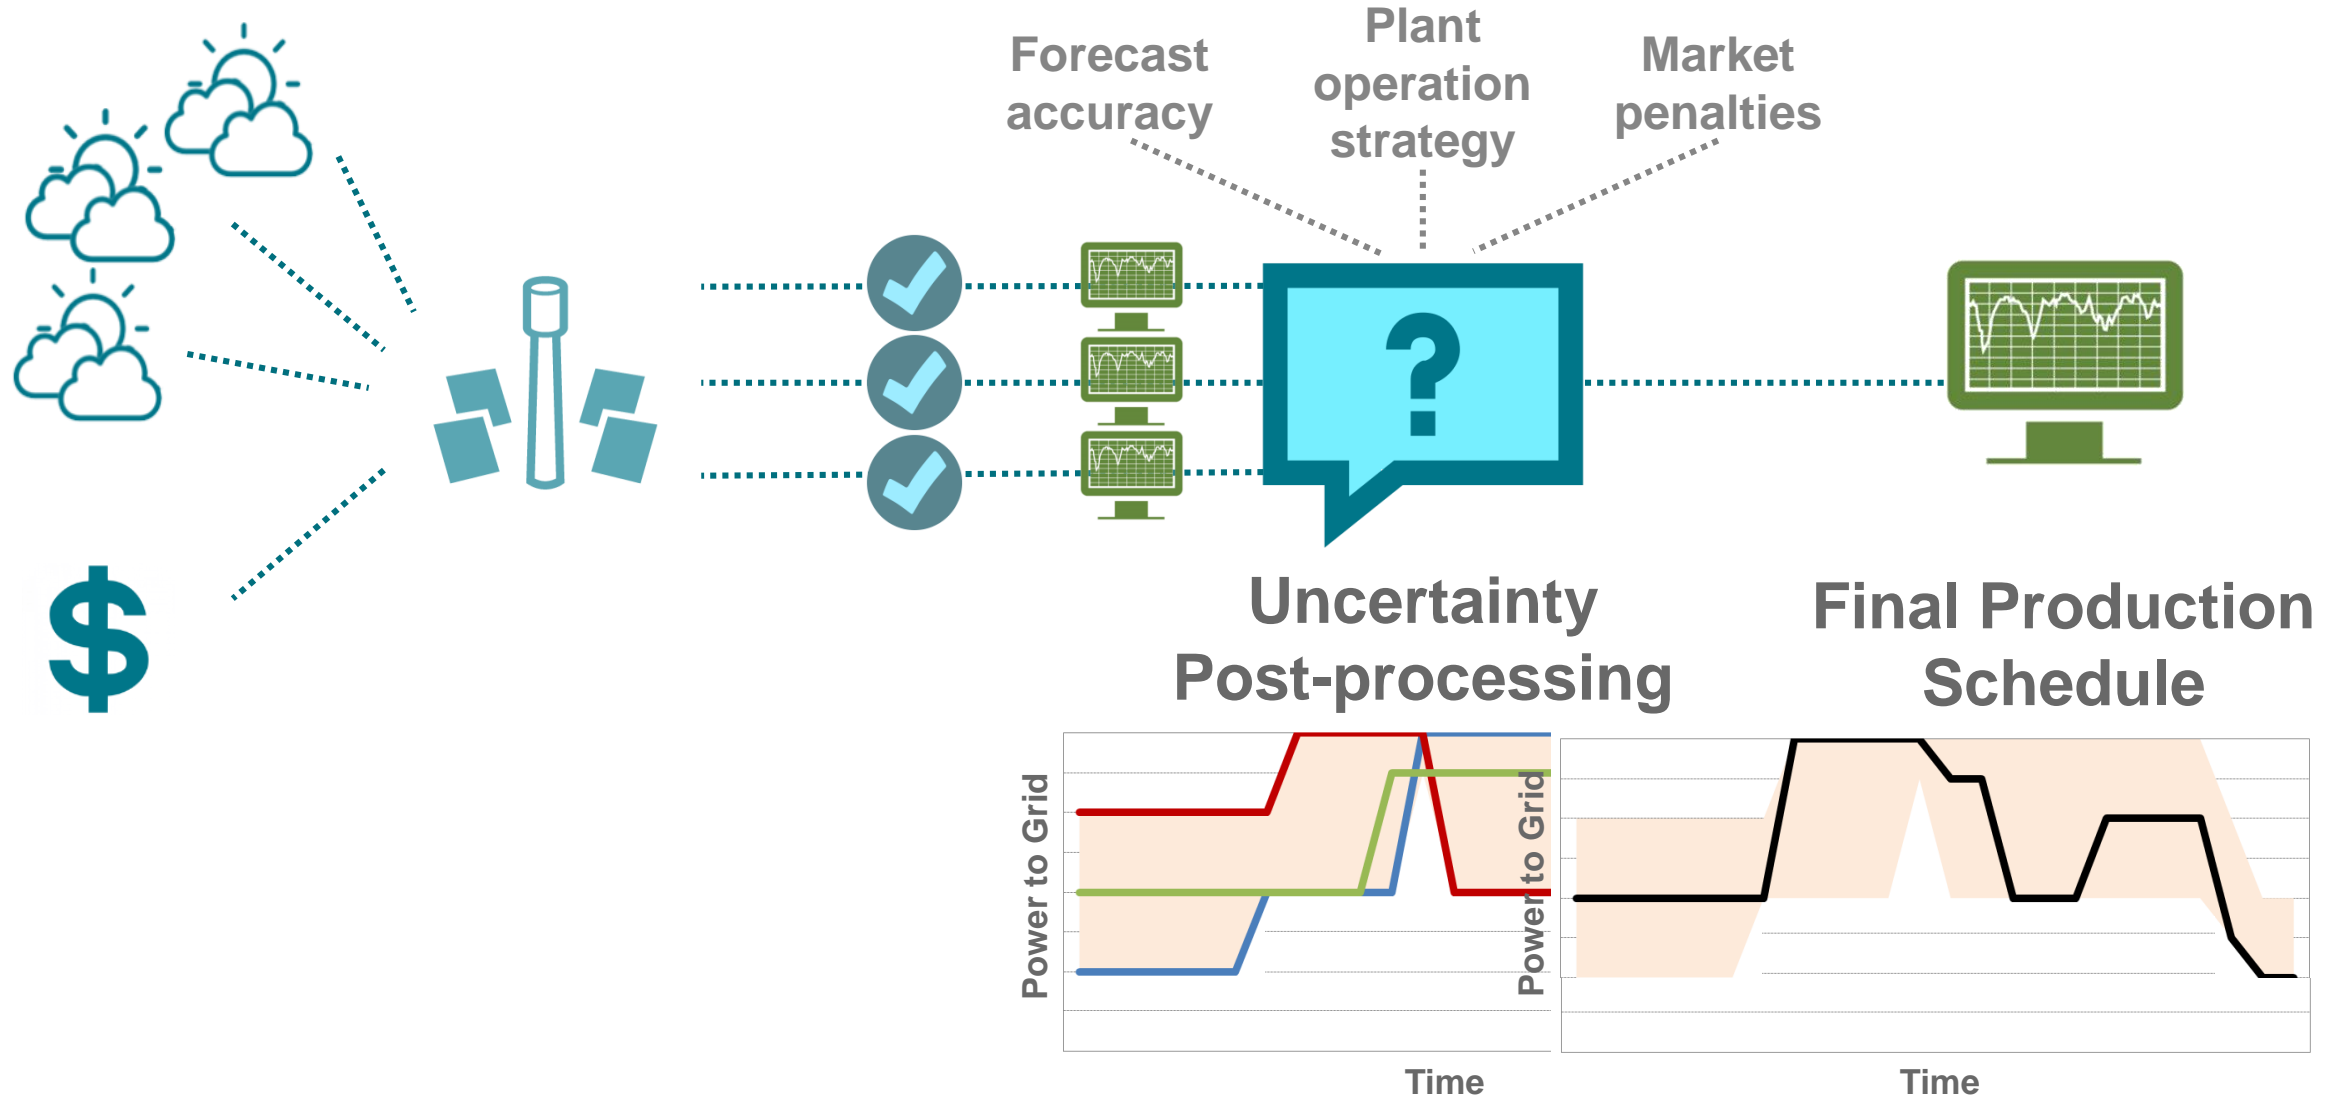 Forecast
accuracy
Plant
operation
strategy
Market
penalties
?
$
Uncertainty
Post-processing
Final Production
Schedule
Power to Grid
Time
Power to Grid
Time